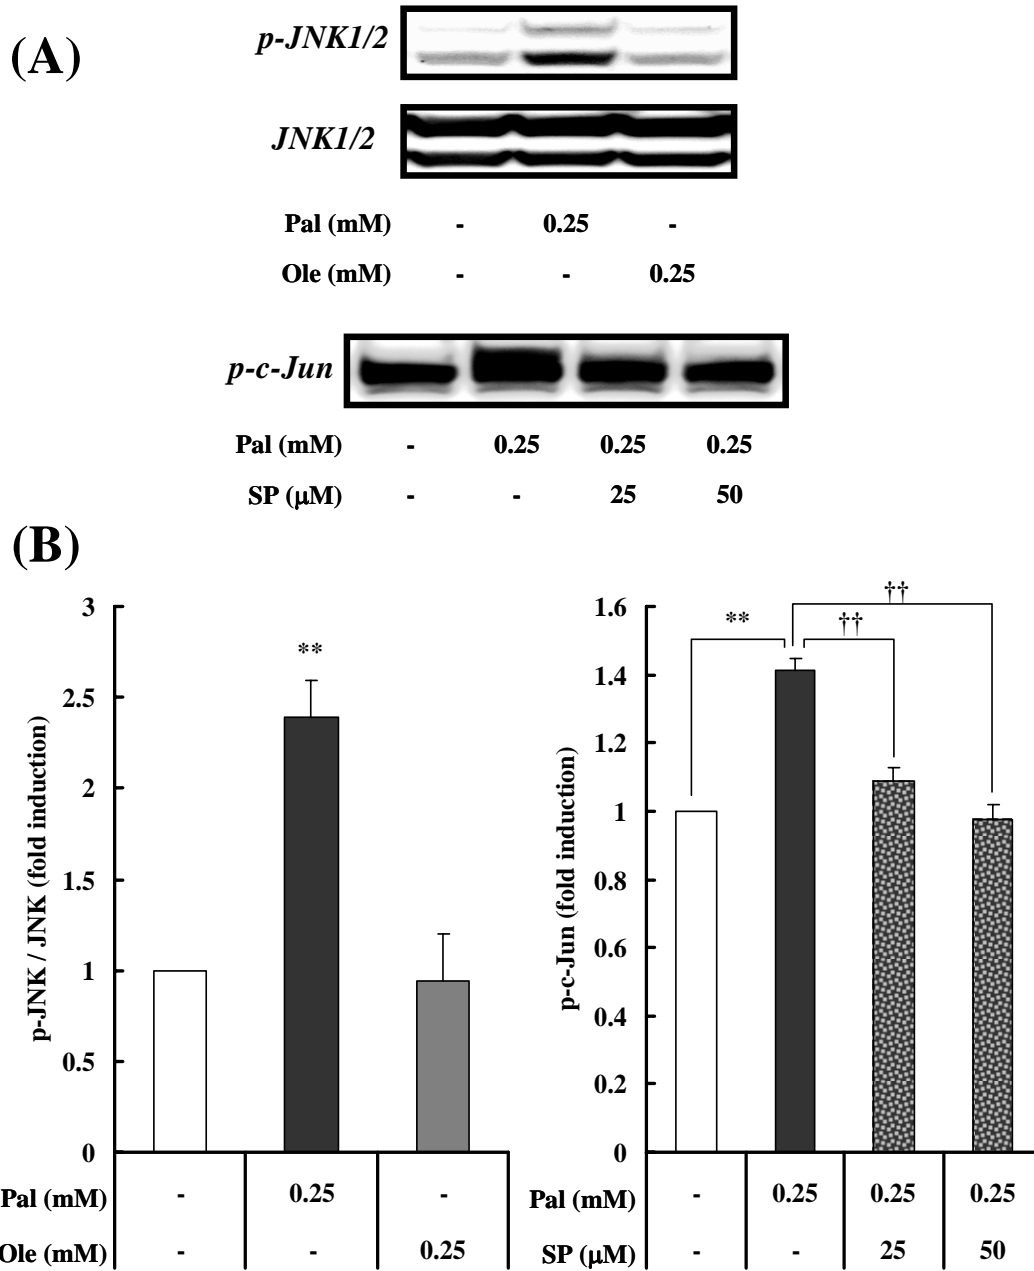 (A)
p-JNK1/2
JNK1/2
Pal (mM) - 0.25 -
Ole (mM) - - 0.25
p-c-Jun
Pal (mM) - 0.25 0.25 0.25
SP (μM) - - 25 50
(B)
p-JNK / JNK (fold induction)
3
2.5
2
1.5
1
0.5
0
**
Pal (mM) - 0.25 -
Ole (mM) - - 0.25
p-c-Jun (fold induction)
1.6
1.4
1.2
1
0.8
0.6
0.4
0.2
0
††
** ††
Pal (mM) - 0.25 0.25 0.25
SP (μM) - - 25 50